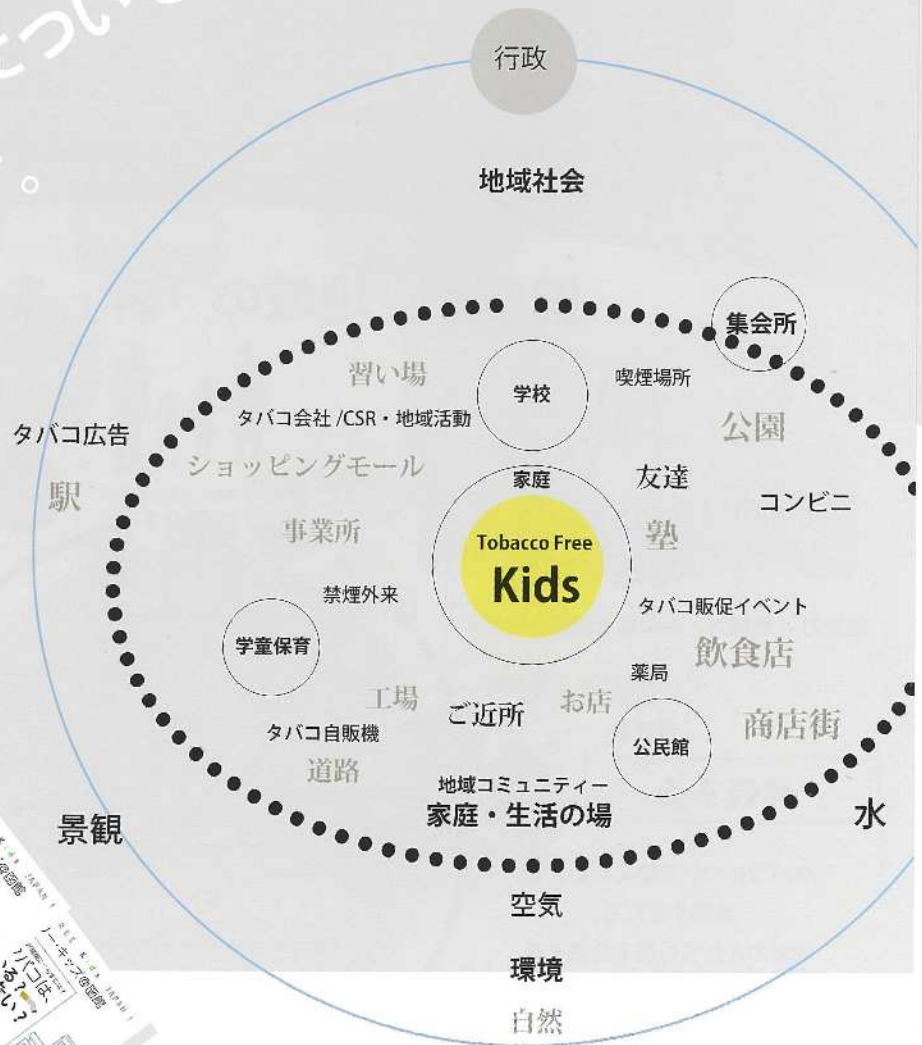 について
。
行政
地域社会
集会所
習い場
学校
喫煙場所
タバコ会社/CSR・地域活動
公園
タバコ広告
ショッピングモール
家庭
友達
駅
コンビニ
事業所
Tobacco Free
Kids
塾
禁煙外来
タバコ販促イベント
学童保育
飲食店
薬局
工場
ご近所
お店
商店街
タバコ自販機
公民館
道路
地域コミュニティー
家庭・生活の場
景観
水
空気
環境
自然